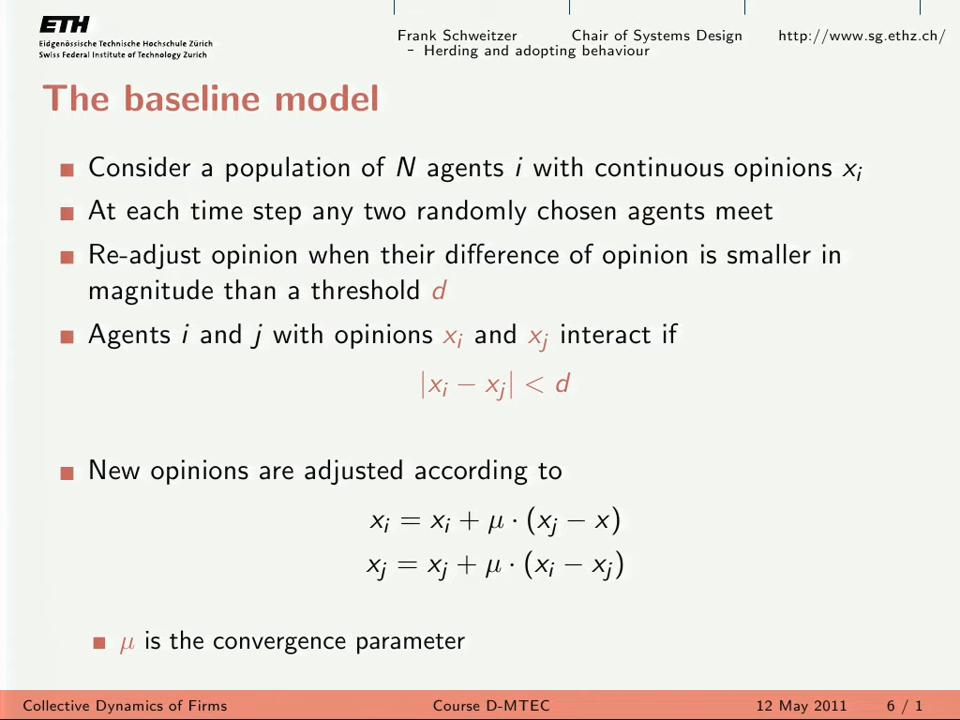 ETH
Eidgenössische Technische Hochschule Zürich
Swiss Federal Institute of Technology Zurich
Frank Schweitzer Chair of Systems Design http://www.sg.ethz.ch/
– Herding and adopting behaviour
The baseline model
Consider a population of N agents i with continuous opinions x_i
At each time step any two randomly chosen agents meet
Re-adjust opinion when their difference of opinion is smaller in
magnitude than a threshold d
Agents i and j with opinions x_i and x_j interact if
|x_i − x_j| < d
New opinions are adjusted according to
x_i = x_i + μ · (x_j − x)
x_j = x_j + μ · (x_i − x_j)
μ is the convergence parameter
Collective Dynamics of Firms Course D-MTEC 12 May 2011 6 / 1